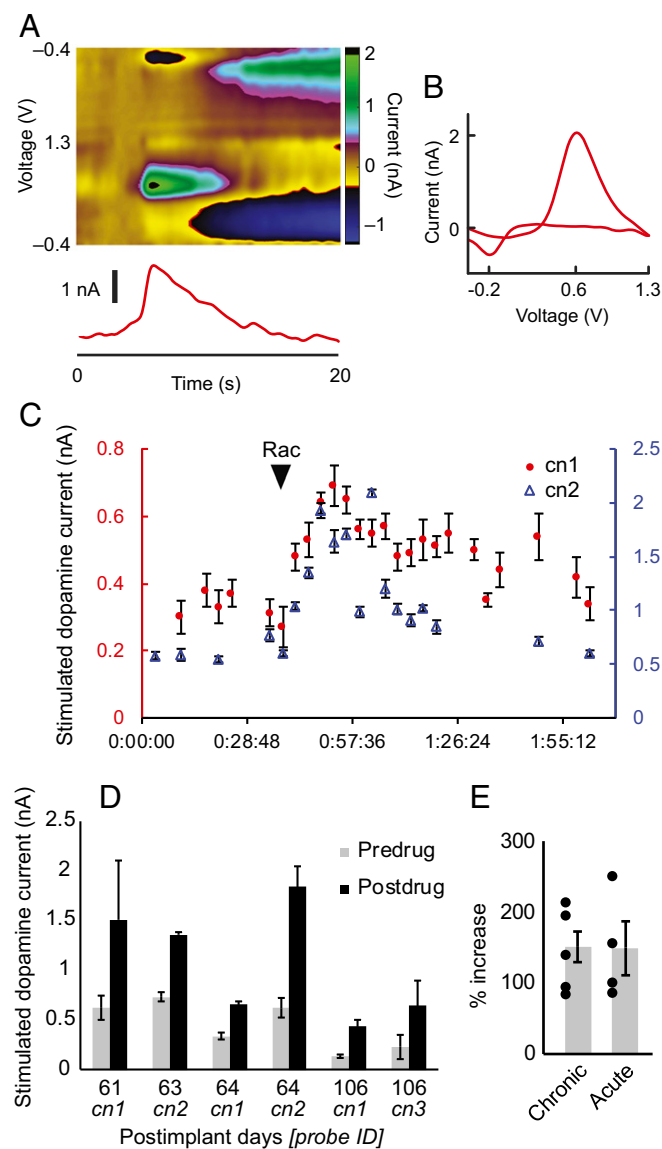 A
−0.4
1.3
−0.4
Voltage (V)
2
1
0
−1
Current (nA)
1 nA
0
20
Time (s)
B
2
0
Current (nA)
-0.2
0.6
1.3
Voltage (V)
C
Stimulated dopamine current (nA)
0.8
0.6
0.4
0.2
0
Rac
cn1
cn2
2.5
2
1.5
1
0.5
0
0:00:00
0:28:48
0:57:36
1:26:24
1:55:12
D
Stimulated dopamine current (nA)
2.5
2
1.5
1
0.5
0
Predrug
Postdrug
61 63 64 64 106 106
cn1 cn2 cn1 cn2 cn1 cn3
Postimplant days [probe ID]
E
% increase
300
200
100
0
Chronic
Acute